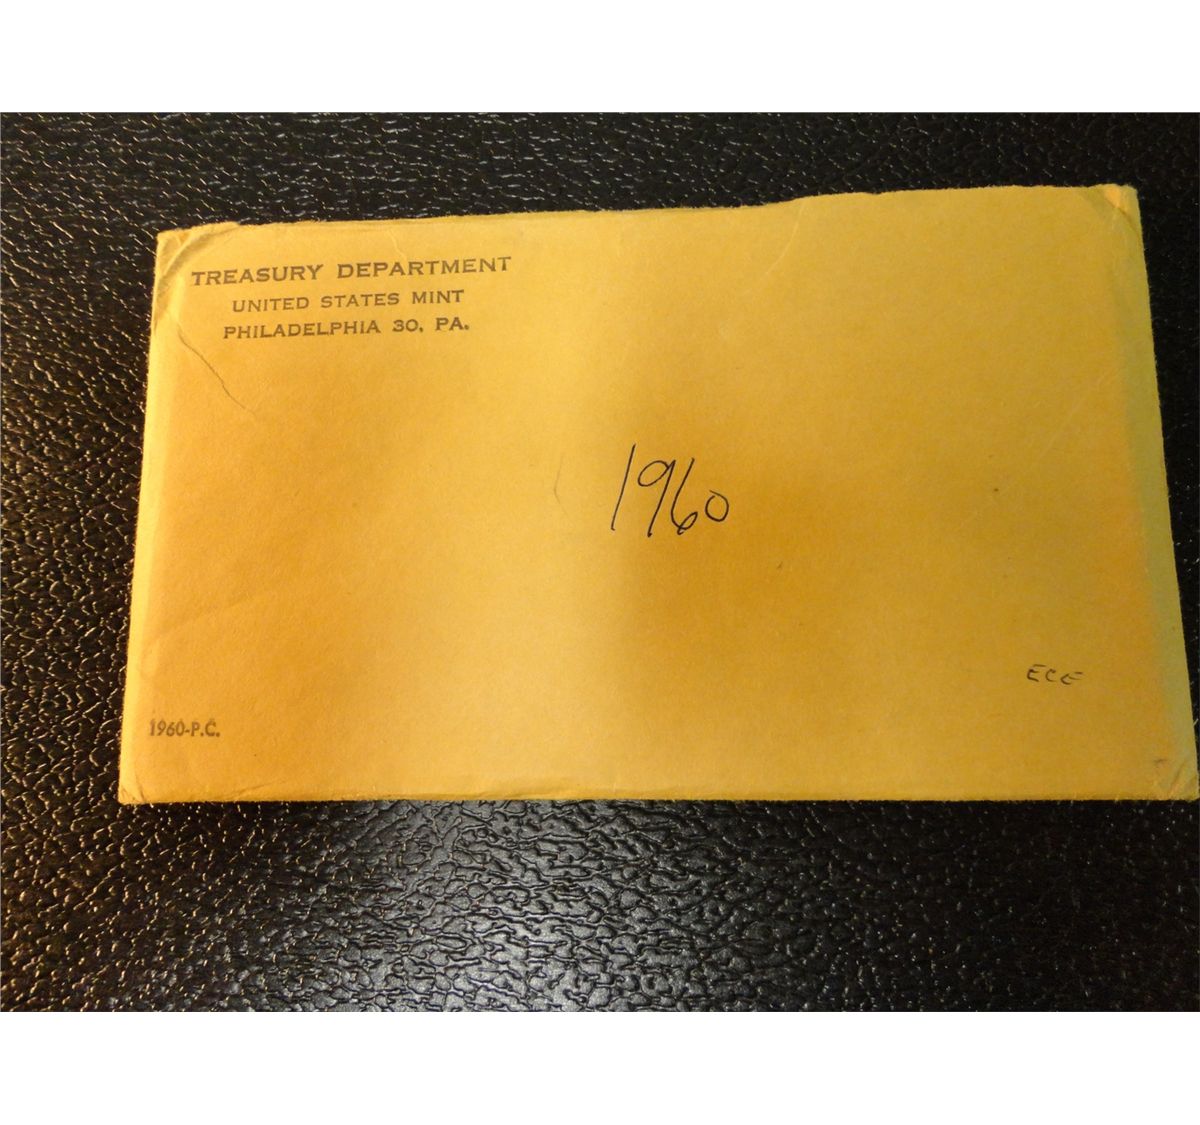 TREASURY DEPARTMENT
UNITED STATES MINT
PHILADELPHIA 30, PA.
1960
ECE
1960-P.C.